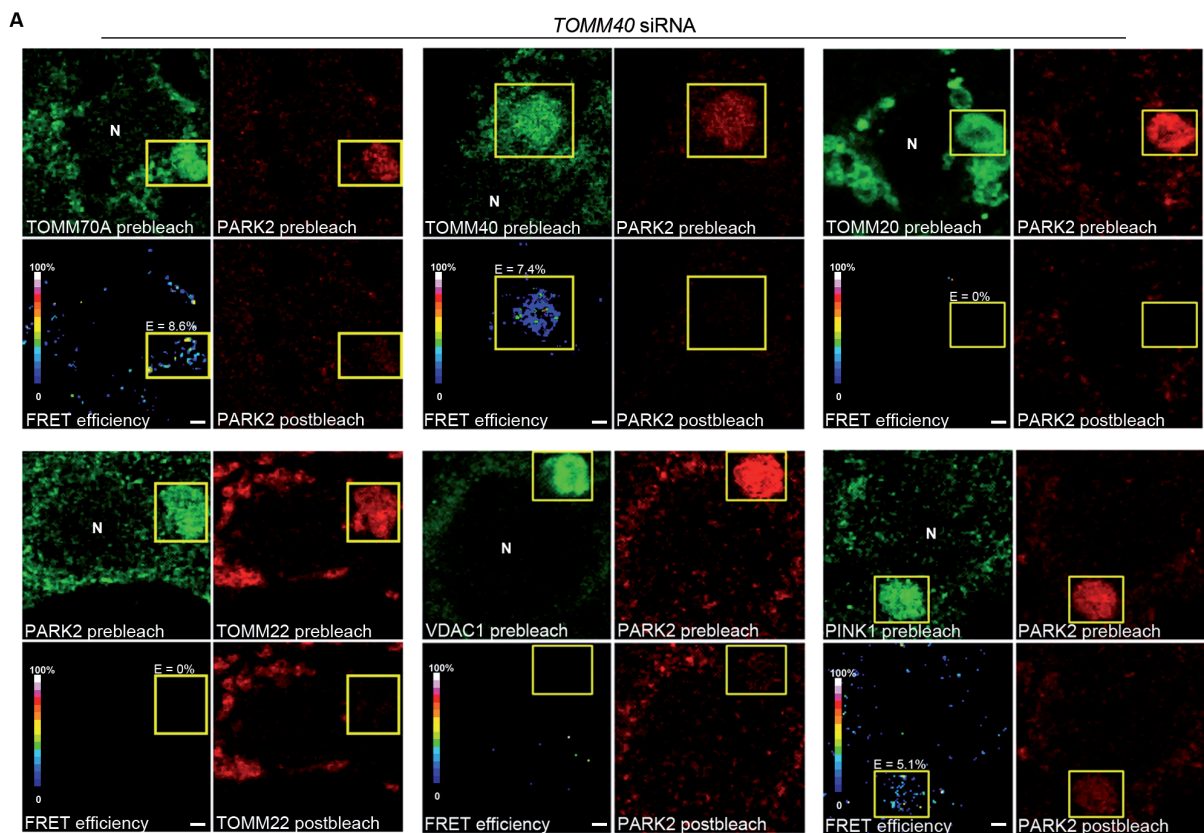 A
TOMM40 siRNA
N
TOMM70A prebleach
PARK2 prebleach
N
TOMM40 prebleach
PARK2 prebleach
N
TOMM20 prebleach
PARK2 prebleach
100%
E = 8.6%
0
FRET efficiency
PARK2 postbleach
100%
E = 7.4%
0
FRET efficiency
PARK2 postbleach
100%
E = 0%
0
FRET efficiency
PARK2 postbleach
N
PARK2 prebleach
TOMM22 prebleach
N
VDAC1 prebleach
PARK2 prebleach
N
PINK1 prebleach
PARK2 prebleach
100%
E = 0%
0
FRET efficiency
TOMM22 postbleach
100%
0
FRET efficiency
PARK2 postbleach
100%
E = 5.1%
0
FRET efficiency
PARK2 postbleach